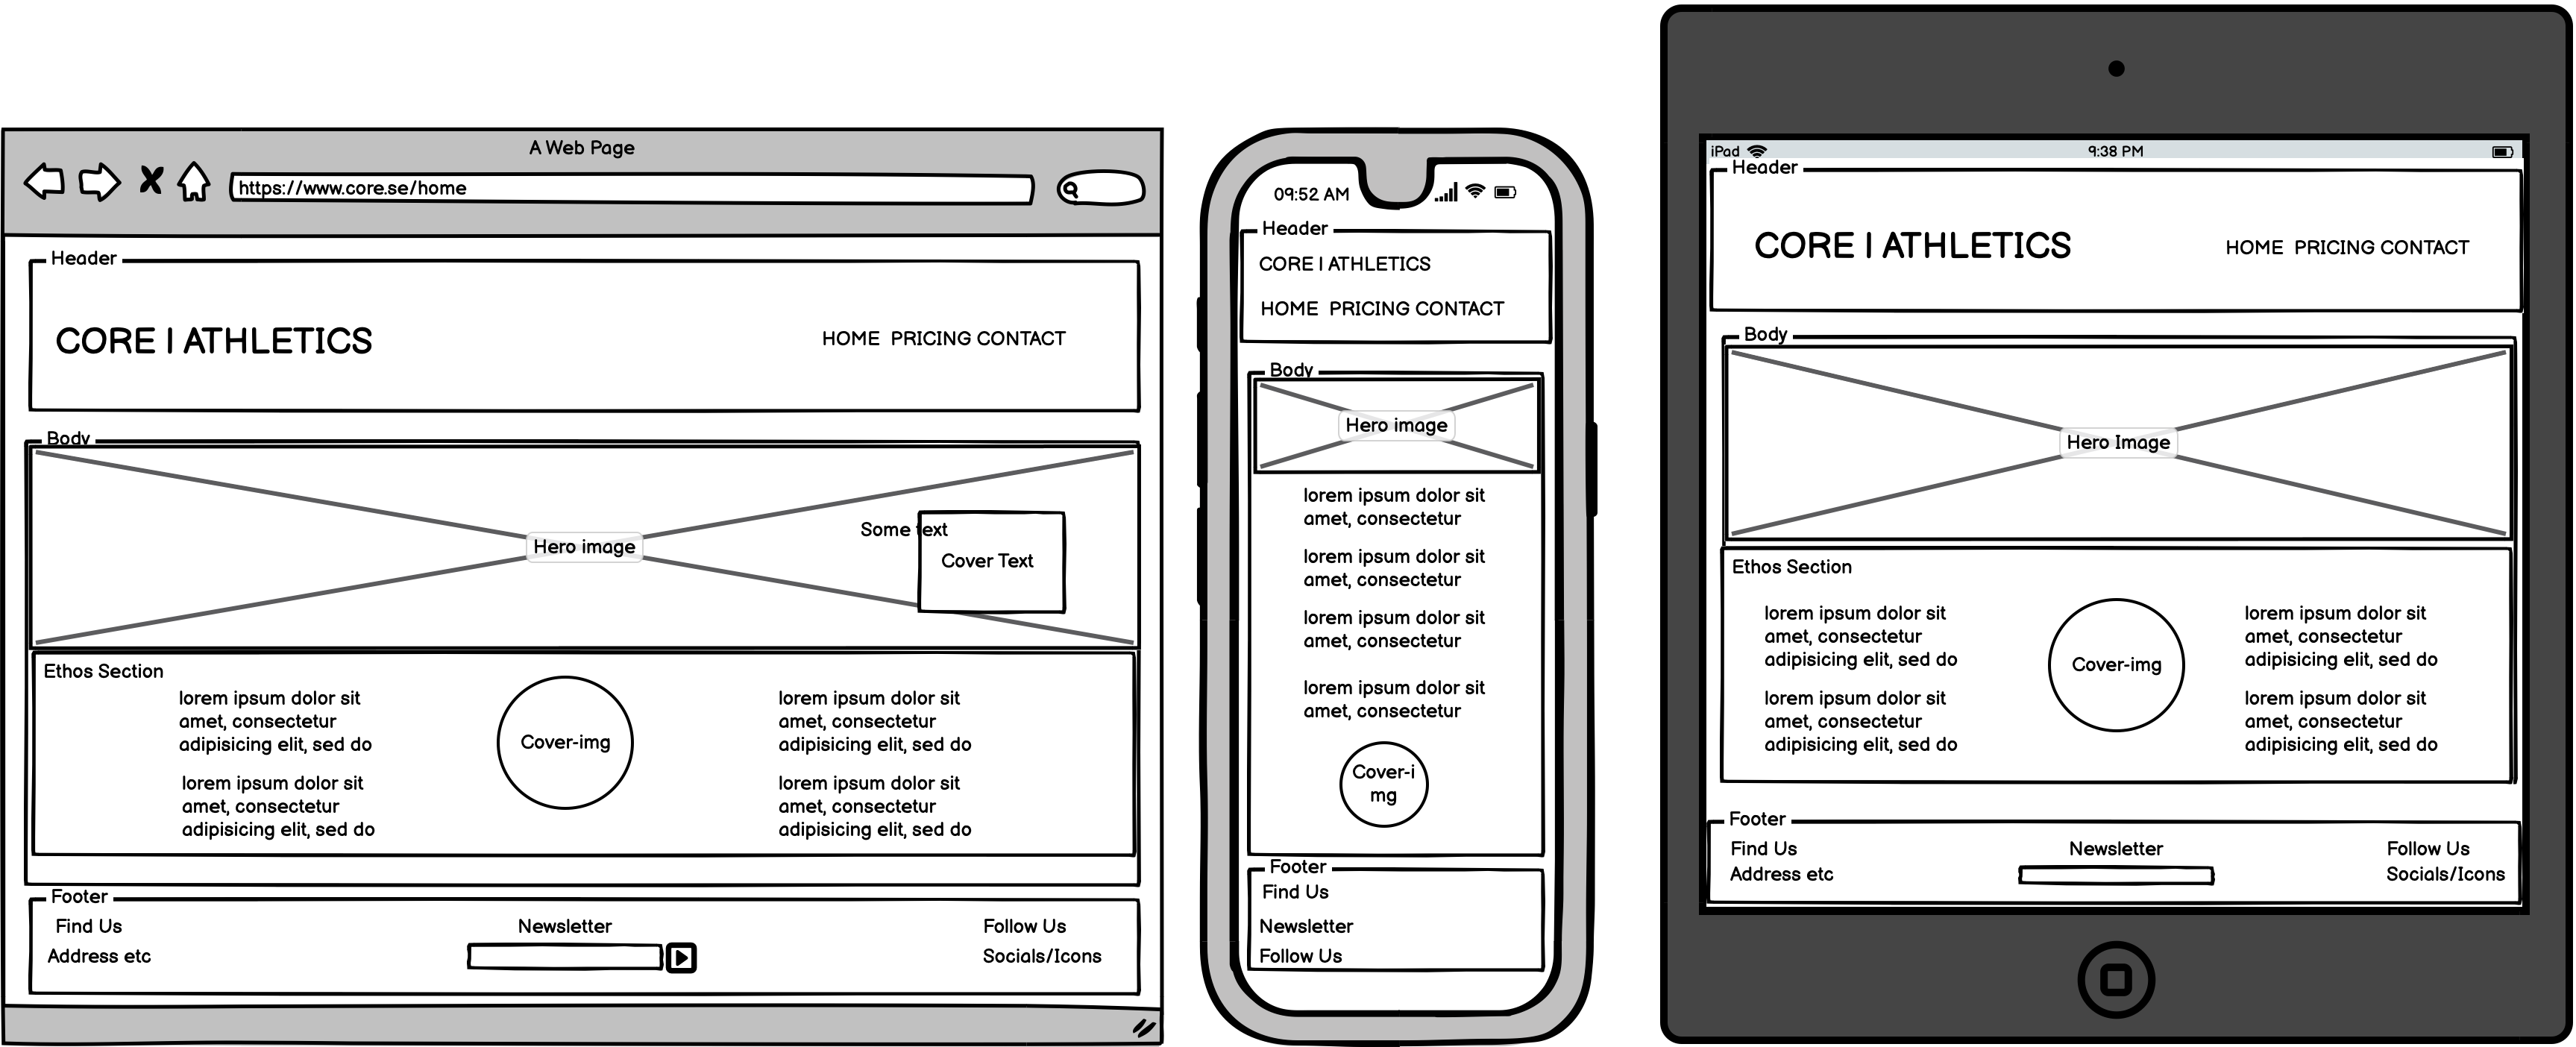 A Web Page
https://www.core.se/home
Header
CORE | ATHLETICS
HOME PRICING CONTACT
Body
Hero image
Some text
Cover Text
Ethos Section
lorem ipsum dolor sit
amet, consectetur
adipisicing elit, sed do
lorem ipsum dolor sit
amet, consectetur
adipisicing elit, sed do
Cover-img
lorem ipsum dolor sit
amet, consectetur
adipisicing elit, sed do
lorem ipsum dolor sit
amet, consectetur
adipisicing elit, sed do
Footer
Find Us
Address etc
Newsletter
Follow Us
Socials/Icons
09:52 AM
Header
CORE | ATHLETICS
HOME PRICING CONTACT
Body
Hero image
lorem ipsum dolor sit
amet, consectetur
lorem ipsum dolor sit
amet, consectetur
lorem ipsum dolor sit
amet, consectetur
lorem ipsum dolor sit
amet, consectetur
Cover-i
mg
Footer
Find Us
Newsletter
Follow Us
iPad
9:38 PM
Header
CORE | ATHLETICS
HOME PRICING CONTACT
Body
Hero Image
Ethos Section
lorem ipsum dolor sit
amet, consectetur
adipisicing elit, sed do
lorem ipsum dolor sit
amet, consectetur
adipisicing elit, sed do
Cover-img
lorem ipsum dolor sit
amet, consectetur
adipisicing elit, sed do
lorem ipsum dolor sit
amet, consectetur
adipisicing elit, sed do
Footer
Find Us
Address etc
Newsletter
Follow Us
Socials/Icons